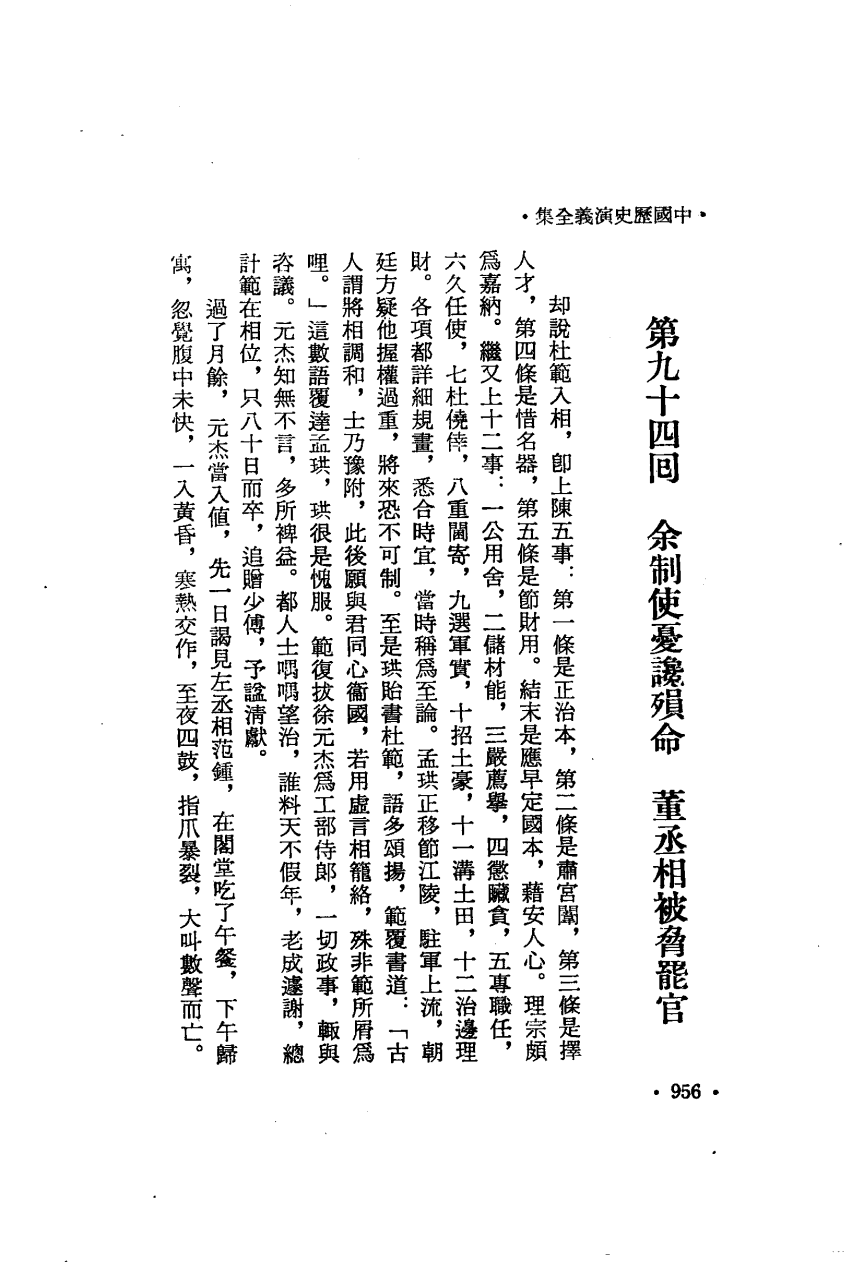 •中國歷史演義全集•
第九十四回　余制使憂讒殞命　董丞相被脅罷官
却說杜範入相，卽上陳五事：第一條是正治本，第二條是肅宮闈，第三條是擇
人才，第四條是惜名器，第五條是節財用。結末是應早定國本，藉安人心。理宗頗
爲嘉納。繼又上十二事：一公用舍，二儲材能，三嚴薦擧，四懲贓貪，五專職任，
六久任使，七杜僥倖，八重閫寄，九選軍實，十招土豪，十一溝土田，十二治邊理
財。各項都詳細規畫，悉合時宜，當時稱爲至論。孟珙正移節江陵，駐軍上流，朝
廷方疑他握權過重，將來恐不可制。至是珙貽書杜範，語多頌揚，範覆書道：「古
人謂將相調和，士乃豫附，此後願與君同心衞國，若用虛言相籠絡，殊非範所屑爲
哩。」這數語覆達孟珙，珙很是愧服。範復拔徐元杰爲工部侍郎，一切政事，輒與
咨議。元杰知無不言，多所裨益。都人士喁喁望治，誰料天不假年，老成遽謝，總
計範在相位，只八十日而卒，追贈少傅，予諡淸獻。
過了月餘，元杰當入値，先一日謁見左丞相范鍾，在閣堂吃了午餐，下午歸
寓，忽覺腹中未快，一入黃昏，寒熱交作，至夜四鼓，指爪暴裂，大叫數聲而亡。
•956•